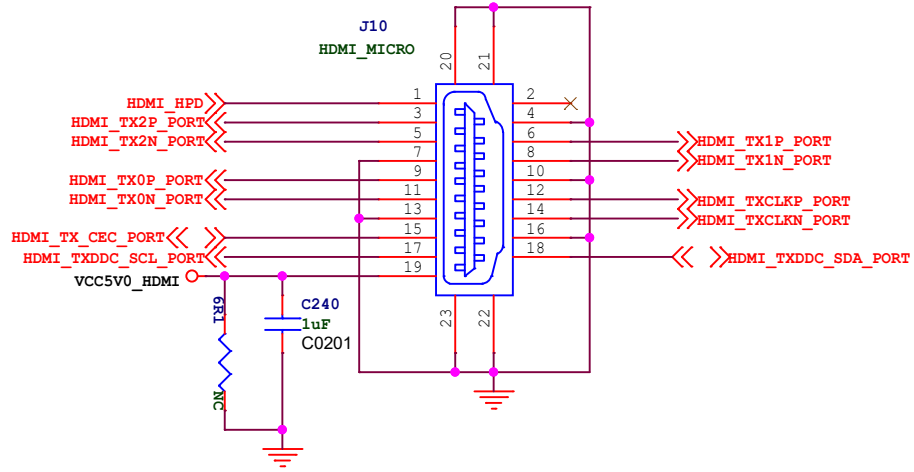 J10
HDMI_MICRO
20
21
HDMI_HPD 1 2
HDMI_TX2P_PORT 3 4
HDMI_TX2N_PORT 5 6 HDMI_TX1P_PORT
7 8 HDMI_TX1N_PORT
HDMI_TX0P_PORT 9 10
HDMI_TX0N_PORT 11 12 HDMI_TXCLKP_PORT
13 14 HDMI_TXCLKN_PORT
HDMI_TX_CEC_PORT 15 16
HDMI_TXDDC_SCL_PORT 17 18 HDMI_TXDDC_SDA_PORT
VCC5V0_HDMI 19
6R1
NC
C240
1uF
C0201
23
22